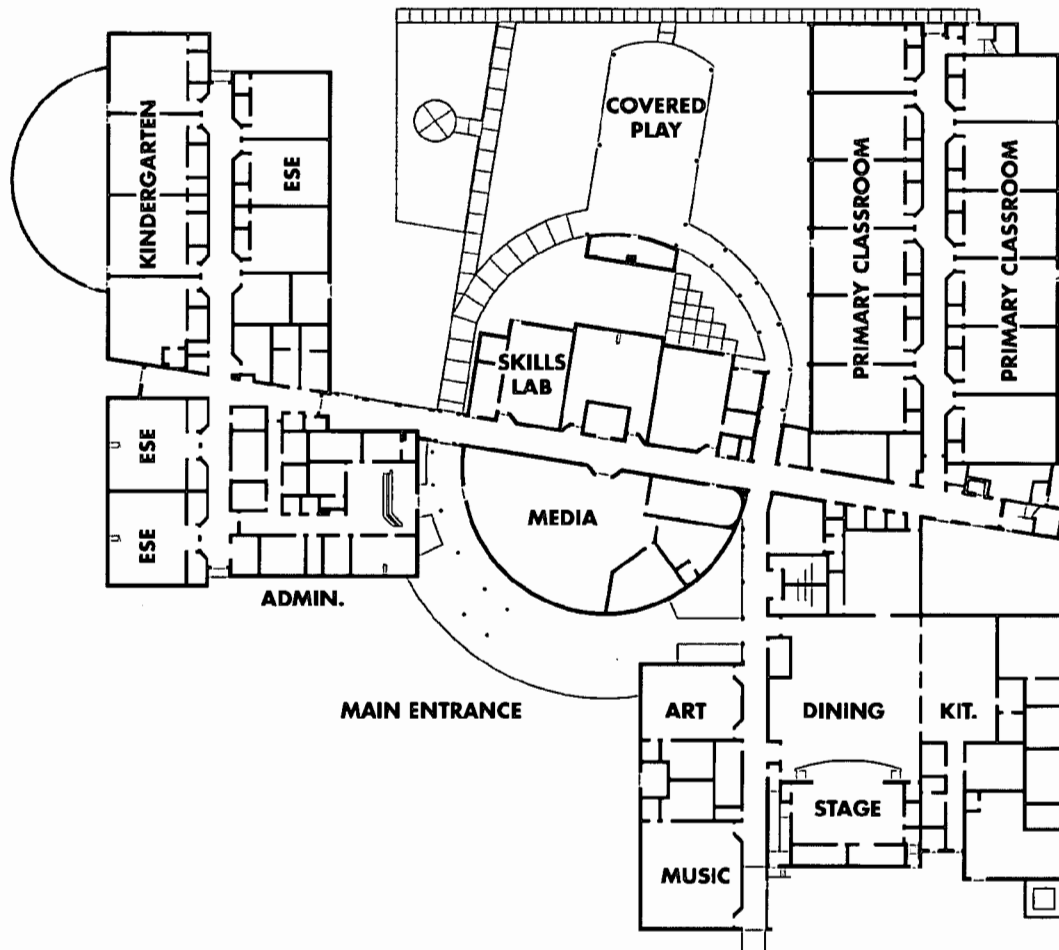 COVERED
PLAY
KINDERGARTEN
ESE
PRIMARY CLASSROOM
PRIMARY CLASSROOM
SKILLS
LAB
ESE
ESE
MEDIA
ADMIN.
MAIN ENTRANCE
ART
DINING
KIT.
STAGE
MUSIC